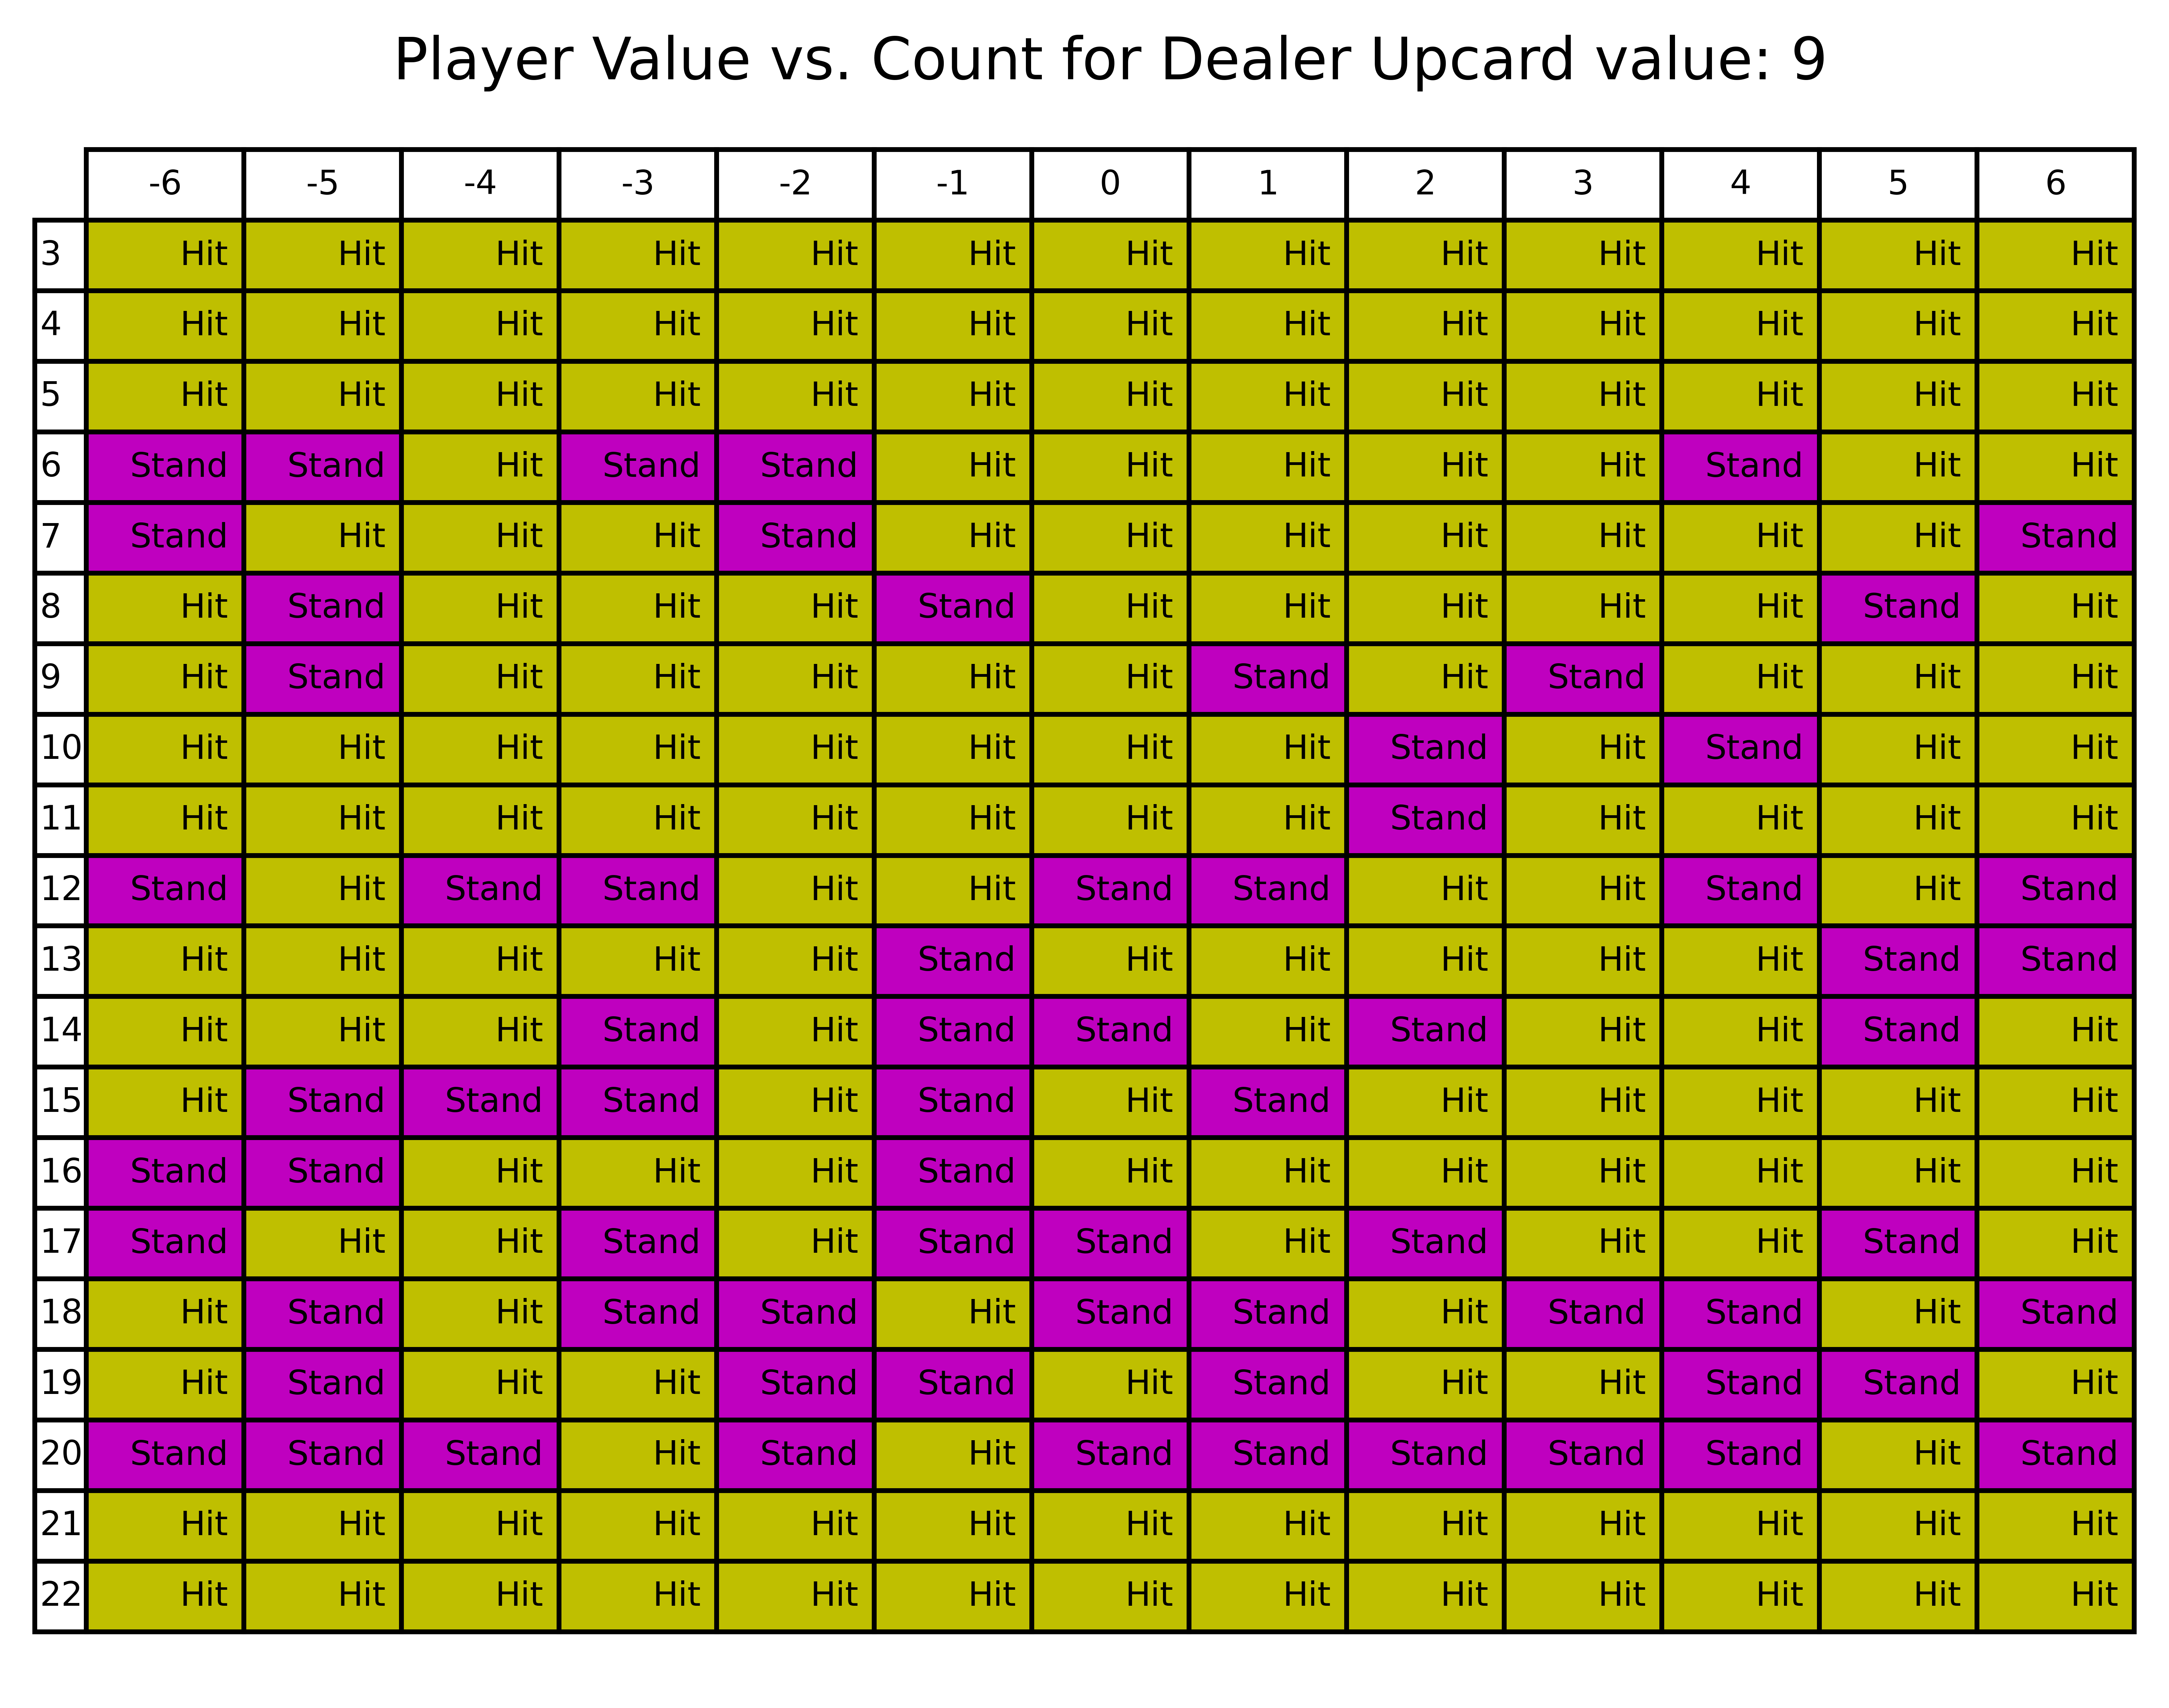 Player Value vs. Count for Dealer Upcard value: 9
-6 -5 -4 -3 -2 -1 0 1 2 3 4 5 6
3 Hit Hit Hit Hit Hit Hit Hit Hit Hit Hit Hit Hit Hit
4 Hit Hit Hit Hit Hit Hit Hit Hit Hit Hit Hit Hit Hit
5 Hit Hit Hit Hit Hit Hit Hit Hit Hit Hit Hit Hit Hit
6 Stand Stand Hit Stand Stand Hit Hit Hit Hit Hit Stand Hit Hit
7 Stand Hit Hit Hit Stand Hit Hit Hit Hit Hit Hit Hit Stand
8 Hit Stand Hit Hit Hit Stand Hit Hit Hit Hit Hit Stand Hit
9 Hit Stand Hit Hit Hit Hit Hit Stand Hit Stand Hit Hit Hit
10 Hit Hit Hit Hit Hit Hit Hit Hit Stand Hit Stand Hit Hit
11 Hit Hit Hit Hit Hit Hit Hit Hit Stand Hit Hit Hit Hit
12 Stand Hit Stand Stand Hit Hit Stand Stand Hit Hit Stand Hit Stand
13 Hit Hit Hit Hit Hit Stand Hit Hit Hit Hit Hit Stand Stand
14 Hit Hit Hit Stand Hit Stand Stand Hit Stand Hit Hit Stand Hit
15 Hit Stand Stand Stand Hit Stand Hit Stand Hit Hit Hit Hit Hit
16 Stand Stand Hit Hit Hit Stand Hit Hit Hit Hit Hit Hit Hit
17 Stand Hit Hit Stand Hit Stand Stand Hit Stand Hit Hit Stand Hit
18 Hit Stand Hit Stand Stand Hit Stand Stand Hit Stand Stand Hit Stand
19 Hit Stand Hit Hit Stand Stand Hit Stand Hit Hit Stand Stand Hit
20 Stand Stand Stand Hit Stand Hit Stand Stand Stand Stand Stand Hit Stand
21 Hit Hit Hit Hit Hit Hit Hit Hit Hit Hit Hit Hit Hit
22 Hit Hit Hit Hit Hit Hit Hit Hit Hit Hit Hit Hit Hit